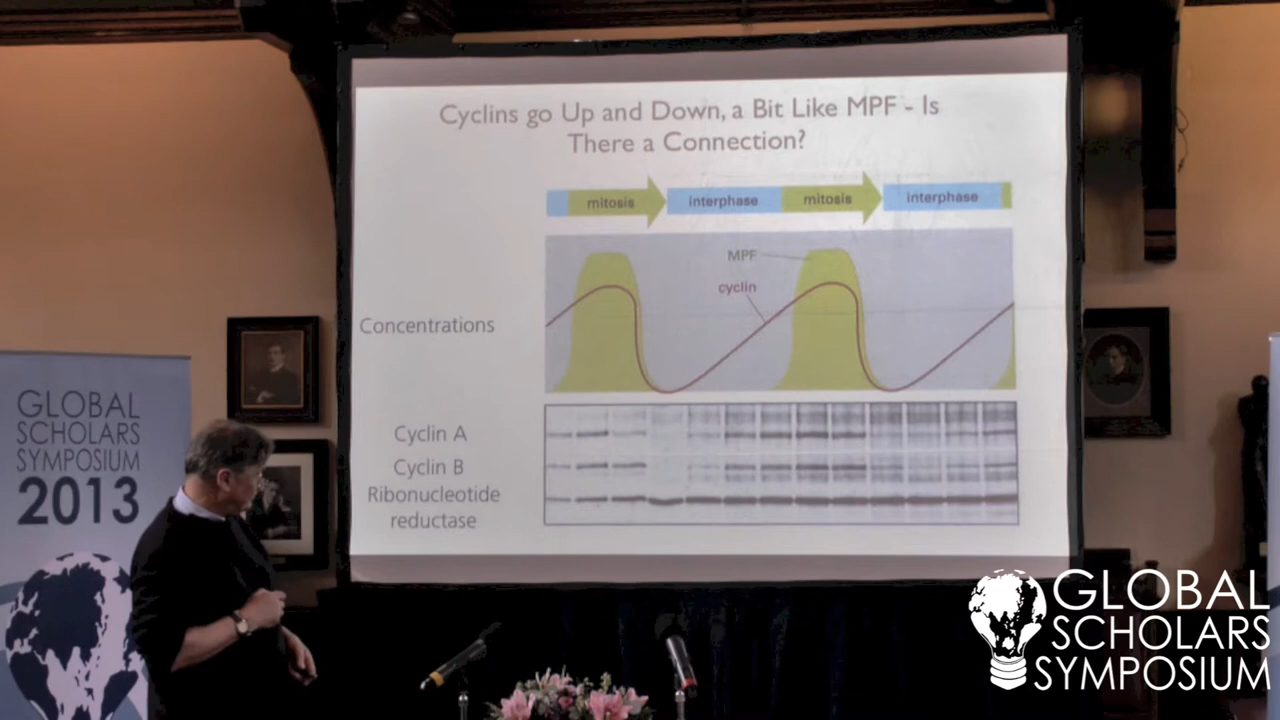 Cyclins go Up and Down, a Bit Like MPF - Is
There a Connection?
mitosis
interphase
mitosis
interphase
MPF
cyclin
Concentrations
Cyclin A
Cyclin B
Ribonucleotide
reductase
GLOBAL
SCHOLARS
SYMPOSIUM
2013
GLOBAL
SCHOLARS
SYMPOSIUM